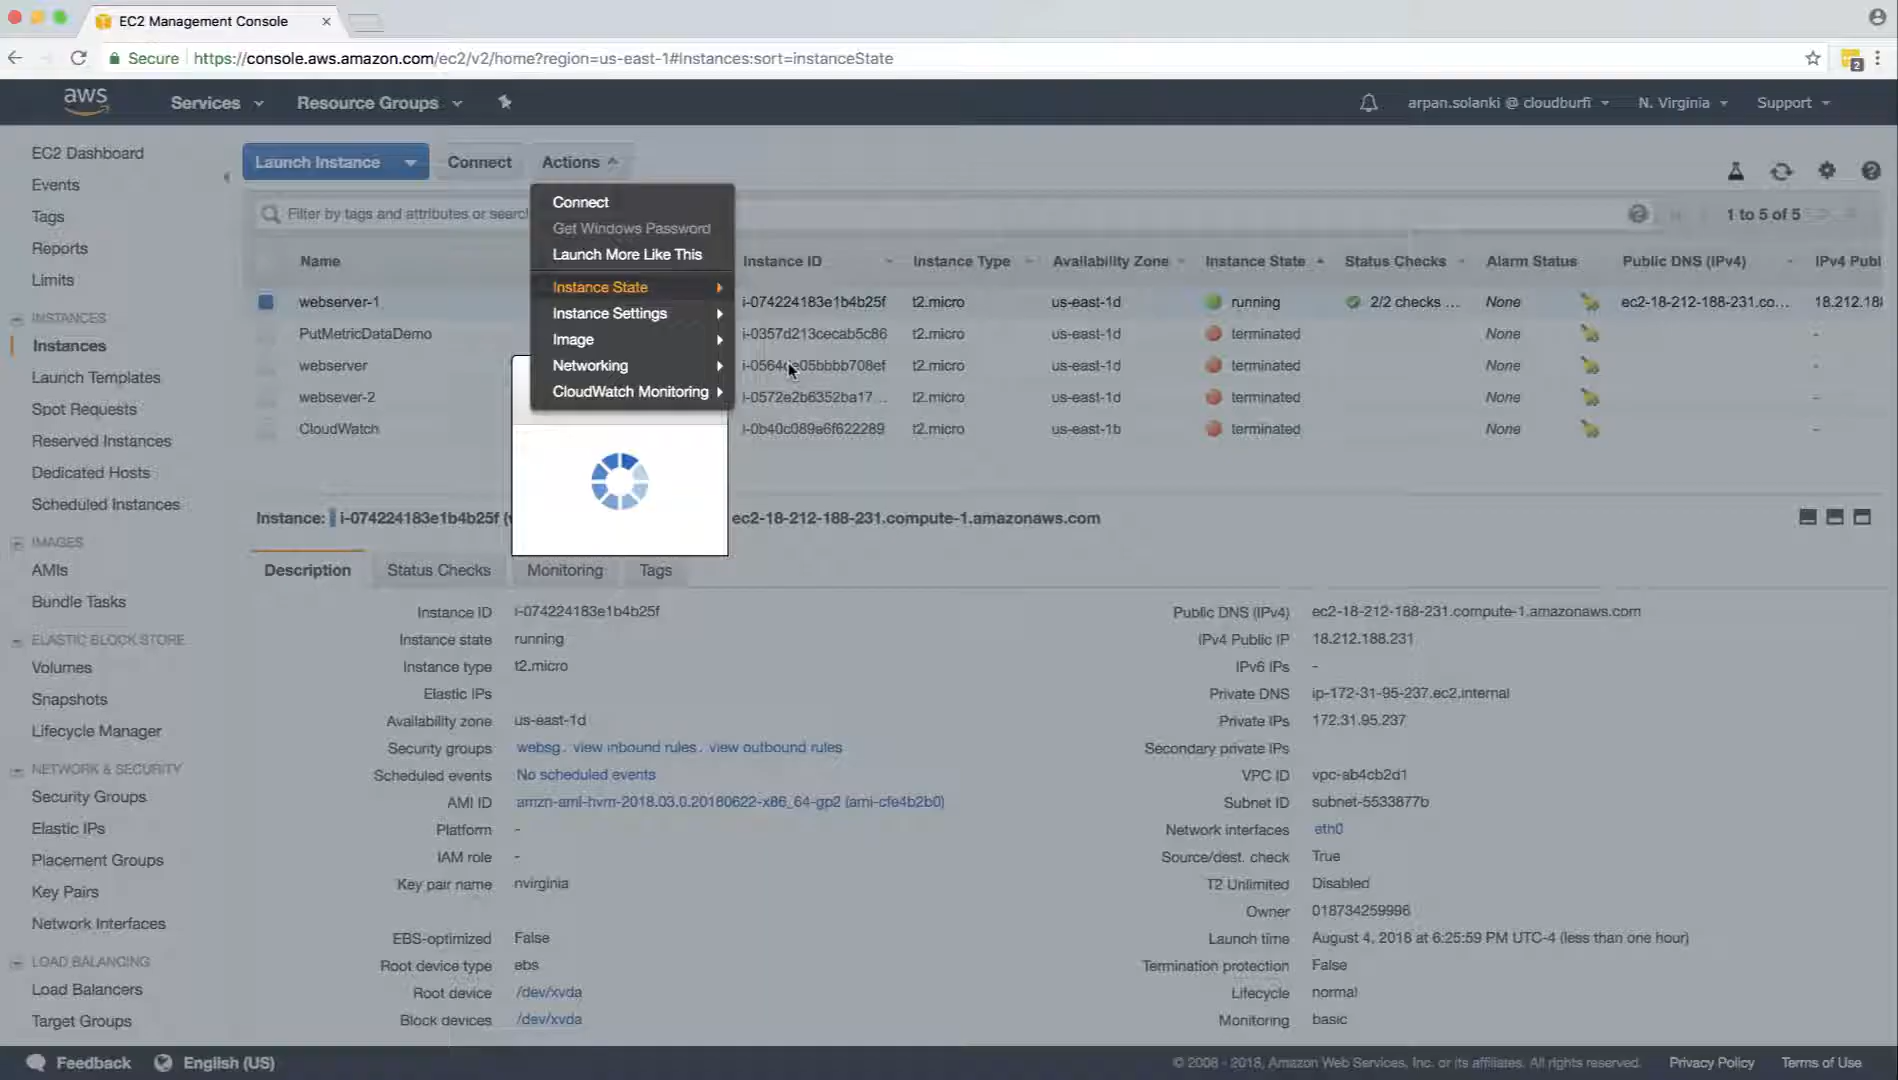 EC2 Management Console
Secure https://console.aws.amazon.com/ec2/v2/home?region=us-east-1#Instances:sort=instanceState
2
aws Services Resource Groups arpan.solanki @ cloudburfi N. Virginia Support
EC2 Dashboard
Events
Tags
Reports
Limits
INSTANCES
Instances
Launch Templates
Spot Requests
Reserved Instances
Dedicated Hosts
Scheduled Instances
IMAGES
AMIs
Bundle Tasks
ELASTIC BLOCK STORE
Volumes
Snapshots
Lifecycle Manager
NETWORK & SECURITY
Security Groups
Elastic IPs
Placement Groups
Key Pairs
Network Interfaces
LOAD BALANCING
Load Balancers
Target Groups
Launch Instance Connect Actions
Connect
Get Windows Password
Launch More Like This
Instance State
Instance Settings
Image
Networking
CloudWatch Monitoring
Filter by tags and attributes or search 1 to 5 of 5
Name Instance ID Instance Type Availability Zone Instance State Status Checks Alarm Status Public DNS (IPv4) IPv4 Publ
webserver-1 i-074224183e1b4b25f t2.micro us-east-1d running 2/2 checks ... None ec2-18-212-188-231.co... 18.212.18
PutMetricDataDemo i-0357d213cecab5c86 t2.micro us-east-1d terminated None -
webserver t2.micro us-east-1d terminated None
websever-2 i-0572e2b6352ba17... t2.micro us-east-1d terminated None -
CloudWatch i-0b40c089e6f622289 t2.micro us-east-1b terminated None -
Instance: i-074224183e1b4b25f ( ec2-18-212-188-231.compute-1.amazonaws.com
Description Status Checks Monitoring Tags
Instance ID i-074224183e1b4b25f
Instance state running
Instance type t2.micro
Elastic IPs
Availability zone us-east-1d
Security groups websg. view inbound rules. view outbound rules
Scheduled events No scheduled events
AMI ID amzn-ami-hvm-2018.03.0.20180622-x86_64-gp2 (ami-cfe4b2b0)
Platform -
IAM role -
Key pair name nvirginia
EBS-optimized False
Root device type ebs
Root device /dev/xvda
Block devices /dev/xvda
Public DNS (IPv4) ec2-18-212-188-231.compute-1.amazonaws.com
IPv4 Public IP 18.212.188.231
IPv6 IPs -
Private DNS ip-172-31-95-237.ec2.internal
Private IPs 172.31.95.237
Secondary private IPs
VPC ID vpc-ab4cb2d1
Subnet ID subnet-5533877b
Network interfaces eth0
Source/dest. check True
T2 Unlimited Disabled
Owner 018734259996
Launch time August 4, 2018 at 6:25:59 PM UTC-4 (less than one hour)
Termination protection False
Lifecycle normal
Monitoring basic
Feedback English (US) © 2008 - 2018, Amazon Web Services, Inc. or its affiliates. All rights reserved. Privacy Policy Terms of Use